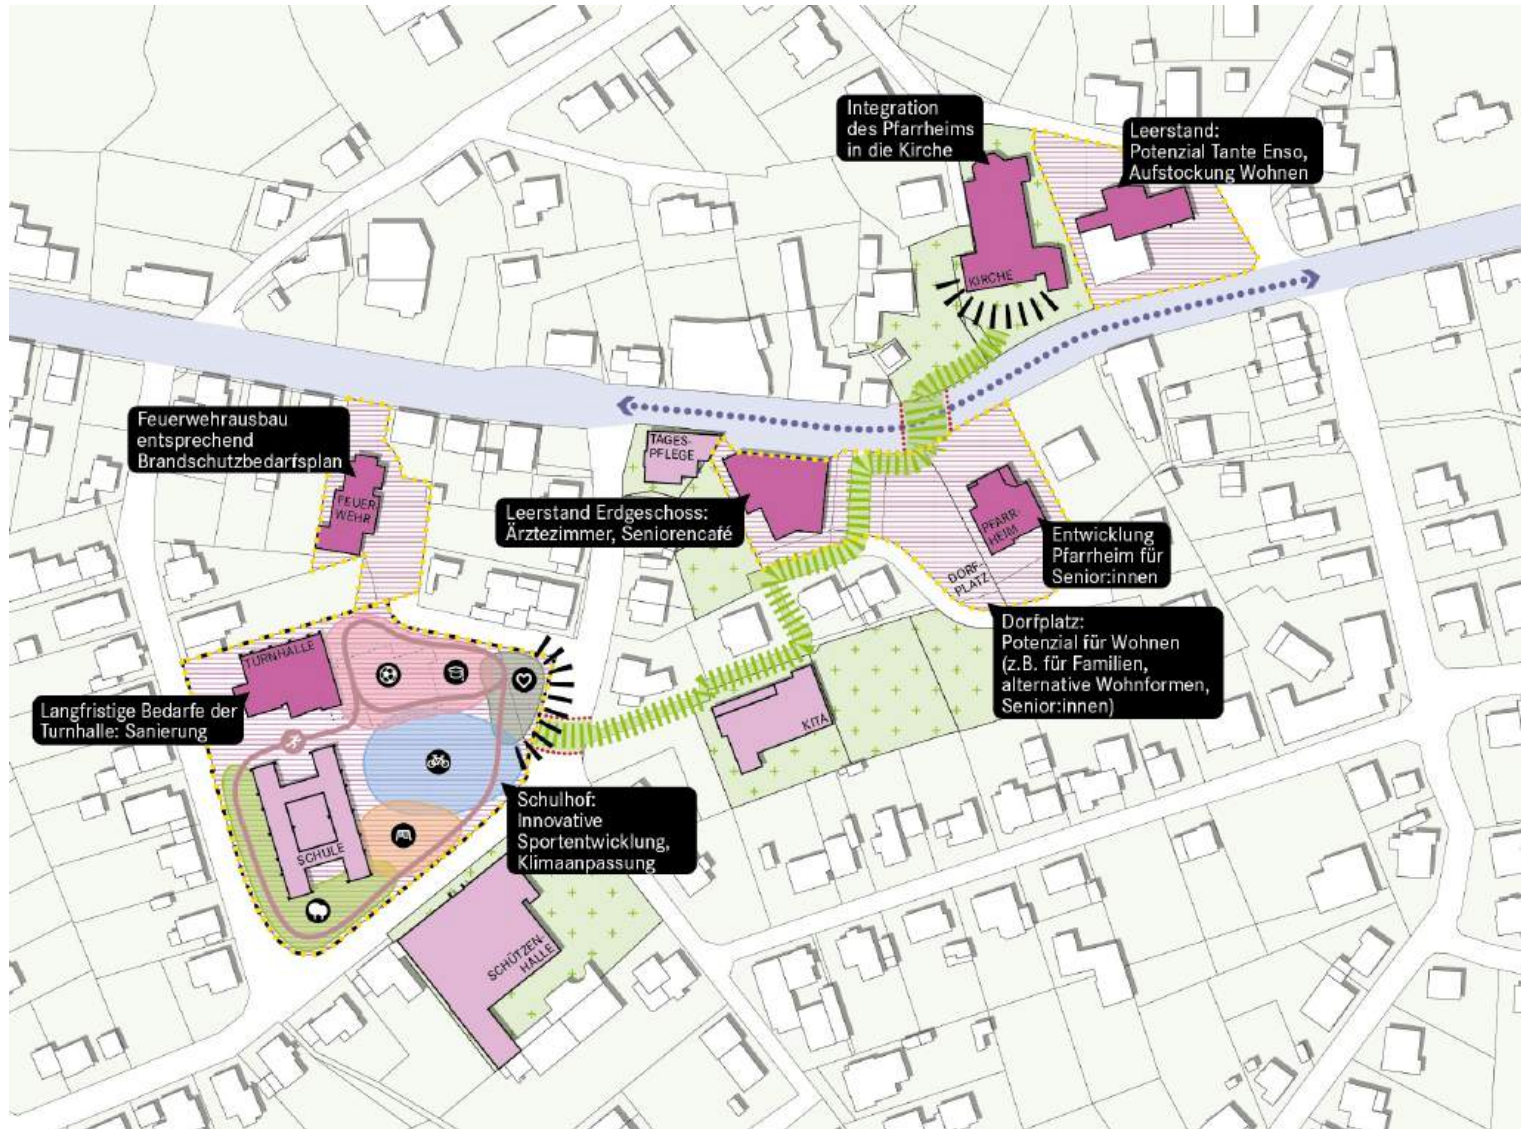 Integration
des Pfarrheims
in die Kirche
Leerstand:
Potenzial Tante Enso,
Aufstockung Wohnen
KIRCHE
Feuerwehrausbau
entsprechend
Brandschutzbedarfsplan
FEUER
WEHR
TAGES-
PFLEGE
Leerstand Erdgeschoss:
Ärztezimmer, Seniorencafé
PFARR-
HEIM
Entwicklung
Pfarrheim für
Senior:innen
DORF-
PLATZ
Dorfplatz:
Potenzial für Wohnen
(z.B. für Familien,
alternative Wohnformen,
Senior:innen)
TURNHALLE
Langfristige Bedarfe der
Turnhalle: Sanierung
KITA
Schulhof:
Innovative
Sportentwicklung,
Klimaanpassung
SCHULE
SCHÜTZEN-
HALLE